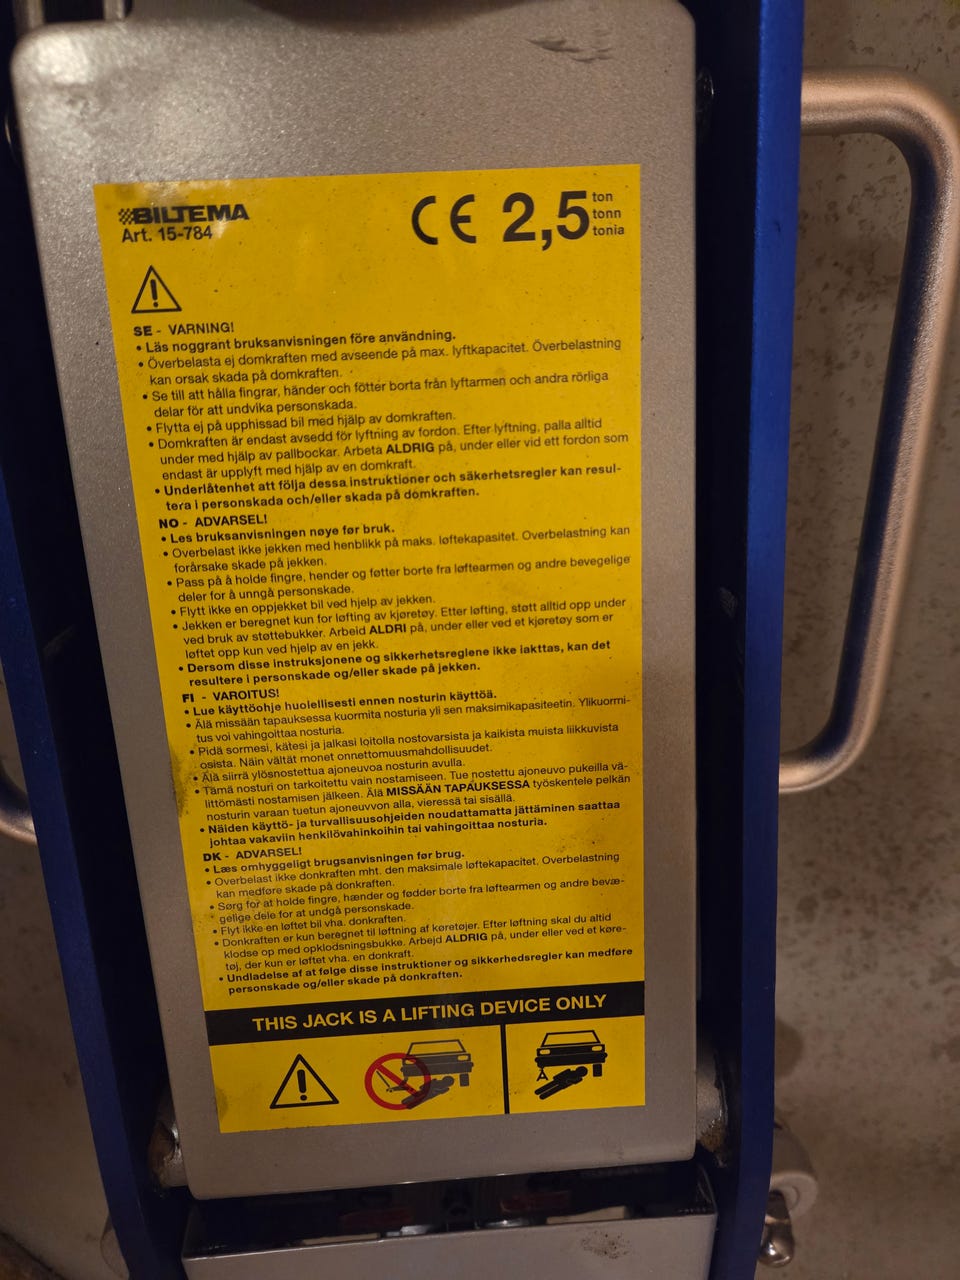 BILTEMA
Art. 15-784
CE 2,5 ton
tonn
tonia
SE - VARNING!
• Läs noggrant bruksanvisningen före användning.
• Överbelasta ej domkraften med avseende på max. lyftkapacitet. Överbelastning
kan orsak skada på domkraften.
• Se till att hålla fingrar, händer och fötter borta från lyftarmen och andra rörliga
delar för att undvika personskada.
• Flytta ej på upphissad bil med hjälp av domkraften.
• Domkraften är endast avsedd för lyftning av fordon. Efter lyftning, palla alltid
under med hjälp av pallbockar. Arbeta ALDRIG på, under eller vid ett fordon som
endast är upplyft med hjälp av en domkraft.
• Underlåtenhet att följa dessa instruktioner och säkerhetsregler kan resul-
tera i personskada och/eller skada på domkraften.
NO - ADVARSEL!
• Les bruksanvisningen nøye før bruk.
• Overbelast ikke jekken med henblikk på maks. løftekapasitet. Overbelastning kan
forårsake skade på jekken.
• Pass på å holde fingre, hender og føtter borte fra løftearmen og andre bevegelige
deler for å unngå personskade.
• Flytt ikke en oppjekket bil ved hjelp av jekken.
• Jekken er beregnet kun for løfting av kjøretøy. Etter løfting, støtt alltid opp under
ved bruk av støttebukker. Arbeid ALDRI på, under eller ved et kjøretøy som er
løftet opp kun ved hjelp av en jekk.
• Dersom disse instruksjonene og sikkerhetsreglene ikke iakttas, kan det
resultere i personskade og/eller skade på jekken.
FI - VAROITUS!
• Lue käyttöohje huolellisesti ennen nosturin käyttöä.
• Älä missään tapauksessa kuormita nosturia yli sen maksimikapasiteetin. Ylikuormi-
tus voi vahingoittaa nosturia.
• Pidä sormesi, kätesi ja jalkasi loitolla nostovarsista ja kaikista muista liikkuvista
osista. Näin vältät monet onnettomuusmahdollisuudet.
• Älä siirrä ylösnostettua ajoneuvoa nosturin avulla.
• Tämä nosturi on tarkoitettu vain nostamiseen. Tue nostettu ajoneuvo pukeilla vä-
littömästi nostamisen jälkeen. Älä MISSÄÄN TAPAUKSESSA työskentele pelkän
nosturin varaan tuetun ajoneuvvon alla, vieressä tai sisällä.
• Näiden käyttö- ja turvallisuusohjeiden noudattamatta jättäminen saattaa
johtaa vakaviin henkilövahinkoihin tai vahingoittaa nosturia.
DK - ADVARSEL!
• Læs omhyggeligt brugsanvisningen før brug.
• Overbelast ikke donkraften mht. den maksimale løftekapacitet. Overbelastning
kan medføre skade på donkraften.
• Sørg for at holde fingre, hænder og fødder borte fra løftearmen og andre bevæ-
gelige dele for at undgå personskade.
• Flyt ikke en løftet bil vha. donkraften.
• Donkraften er kun beregnet til løftning af køretøjer. Efter løftning skal du altid
klodse op med opklodsningsbukke. Arbejd ALDRIG på, under eller ved et køre-
tøj, der kun er løftet vha. en donkraft.
• Undladelse af at følge disse instruktioner og sikkerhedsregler kan medføre
personskade og/eller skade på donkraften.
THIS JACK IS A LIFTING DEVICE ONLY